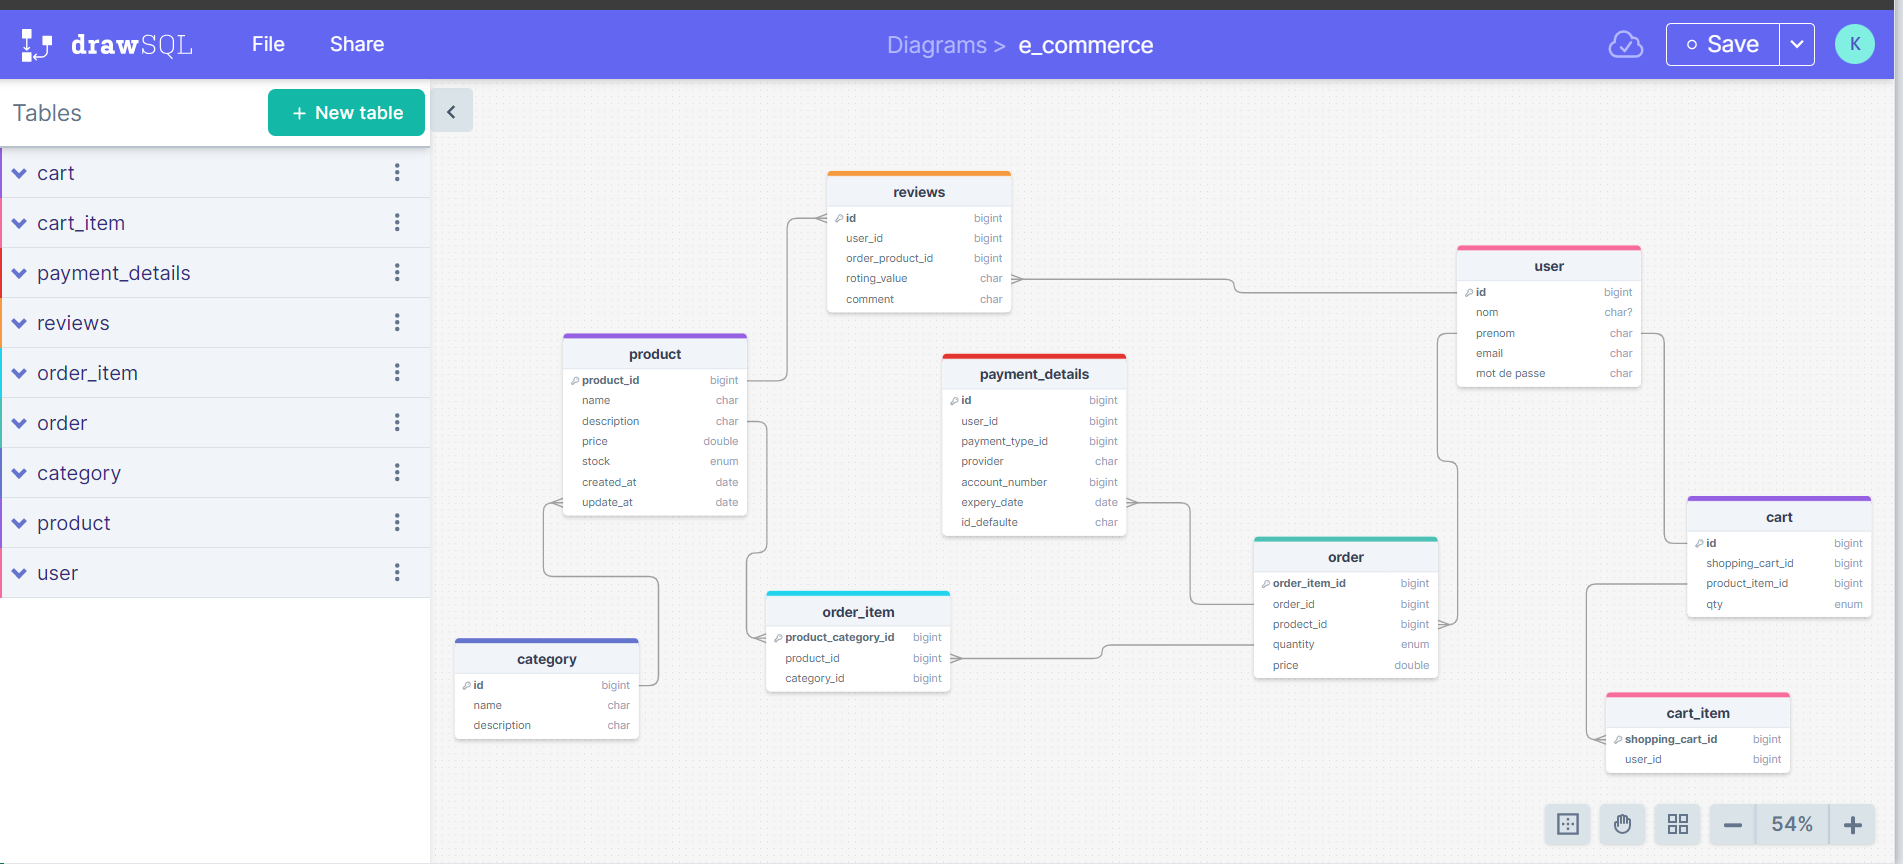 drawSQL
File
Share
Diagrams > e_commerce
Save
K
Tables
+ New table
cart
cart_item
payment_details
reviews
order_item
order
category
product
user
reviews
id bigint
user_id bigint
order_product_id bigint
roting_value char
comment char
user
id bigint
nom char?
prenom char
email char
mot de passe char
product
product_id bigint
name char
description char
price double
stock enum
created_at date
update_at date
payment_details
id bigint
user_id bigint
payment_type_id bigint
provider char
account_number bigint
expery_date date
id_defaulte char
cart
id bigint
shopping_cart_id bigint
product_item_id bigint
qty enum
order
order_item_id bigint
order_id bigint
prodect_id bigint
quantity enum
price double
order_item
product_category_id bigint
product_id bigint
category_id bigint
category
id bigint
name char
description char
cart_item
shopping_cart_id bigint
user_id bigint
54%